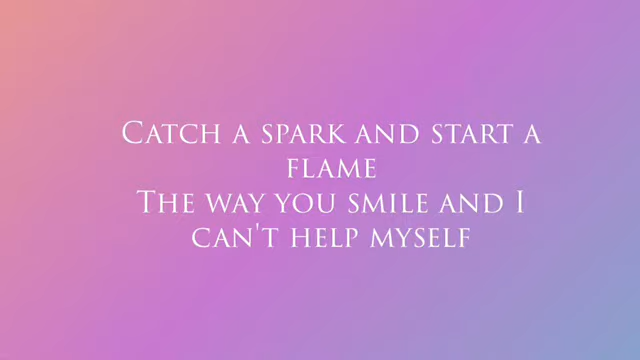 Catch a spark and start a
flame
The way you smile and I
can't help myself